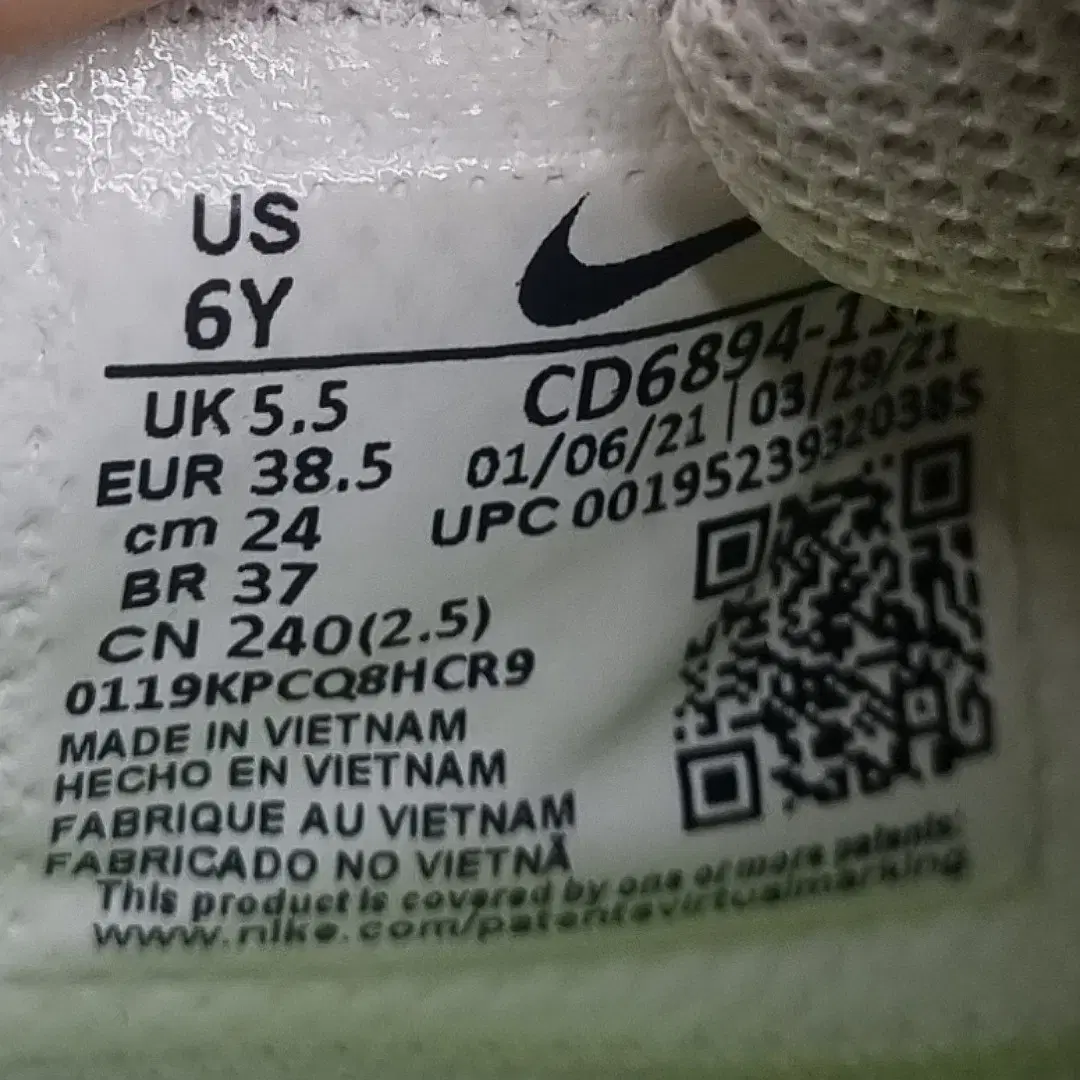 US
6Y
UK 5.5
EUR 38.5
cm 24
BR 37
CN 240(2.5)
0119KPCQ8HCR9
MADE IN VIETNAM
HECHO EN VIETNAM
FABRIQUE AU VIETNAM
FABRICADO NO VIETNÃ
01/06/21 | 03/29/21
UPC 00195239320385
This product is covered by one or more patents:
www.nike.com/patentsvirtualmarking